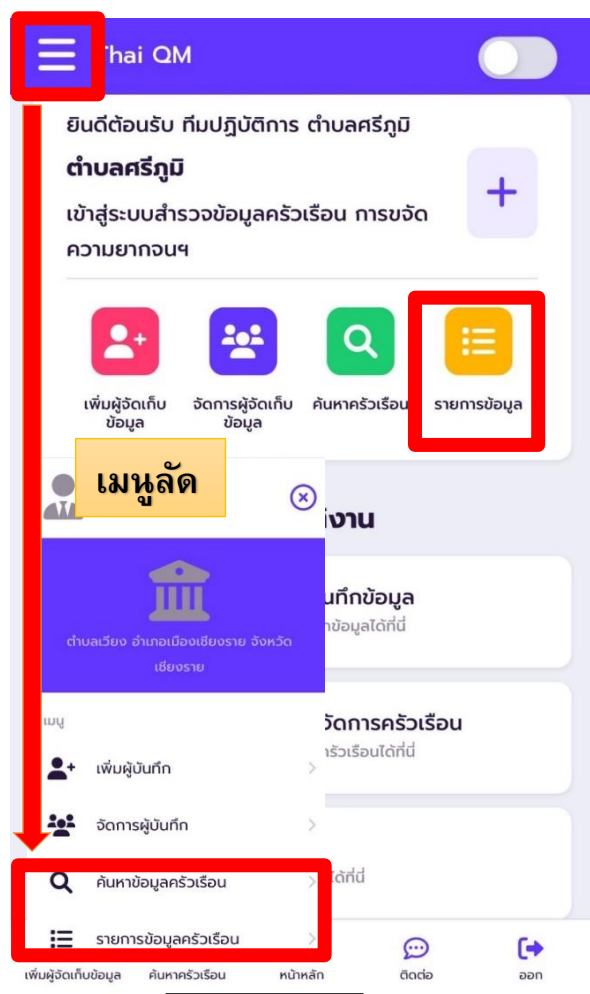 Thai QM
ยินดีต้อนรับ ทีมปฏิบัติการ ตำบลศรีภูมิ
ตำบลศรีภูมิ
เข้าสู่ระบบสำรวจข้อมูลครัวเรือน การขจัด
ความยากจนฯ
เพิ่มผู้จัดเก็บ
ข้อมูล
จัดการผู้จัดเก็บ
ข้อมูล
ค้นหาครัวเรือน
รายการข้อมูล
เมนูลัด
งาน
ข้อมูล
ข้อมูลได้ที่นี่
ตำบลเวียง อำเภอเมืองเชียงราย จังหวัด
เชียงราย
เมนู
จัดการครัวเรือน
ครัวเรือนได้ที่นี่
เพิ่มผู้บันทึก
จัดการผู้บันทึก
ได้ที่นี่
ค้นหาข้อมูลครัวเรือน
รายการข้อมูลครัวเรือน
เพิ่มผู้จัดเก็บข้อมูล
ค้นหาครัวเรือน
หน้าหลัก
ติดต่อ
ออก